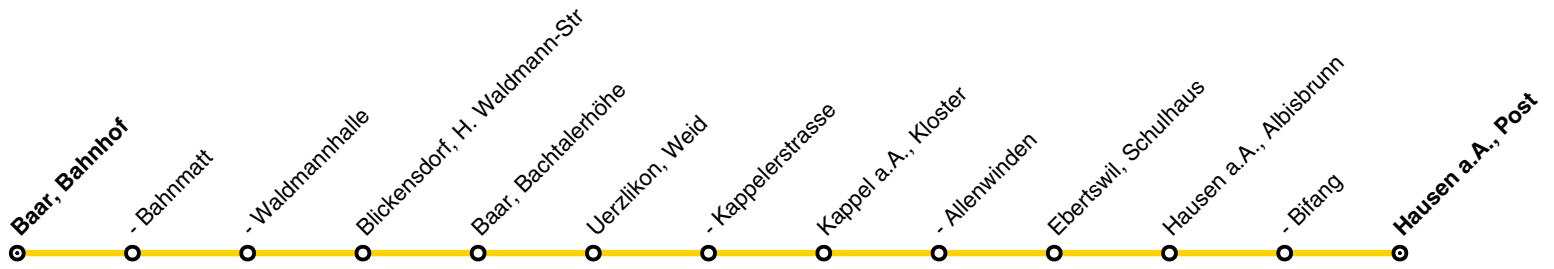 Baar, Bahnhof
- Bahnmatt
- Waldmannhalle
Blickensdorf, H. Waldmann-Str
Baar, Bachtalerhöhe
Uerzlikon, Weid
- Kappelerstrasse
Kappel a.A., Kloster
- Allenwinden
Ebertswil, Schulhaus
Hausen a.A., Albisbrunn
- Bifang
Hausen a.A., Post